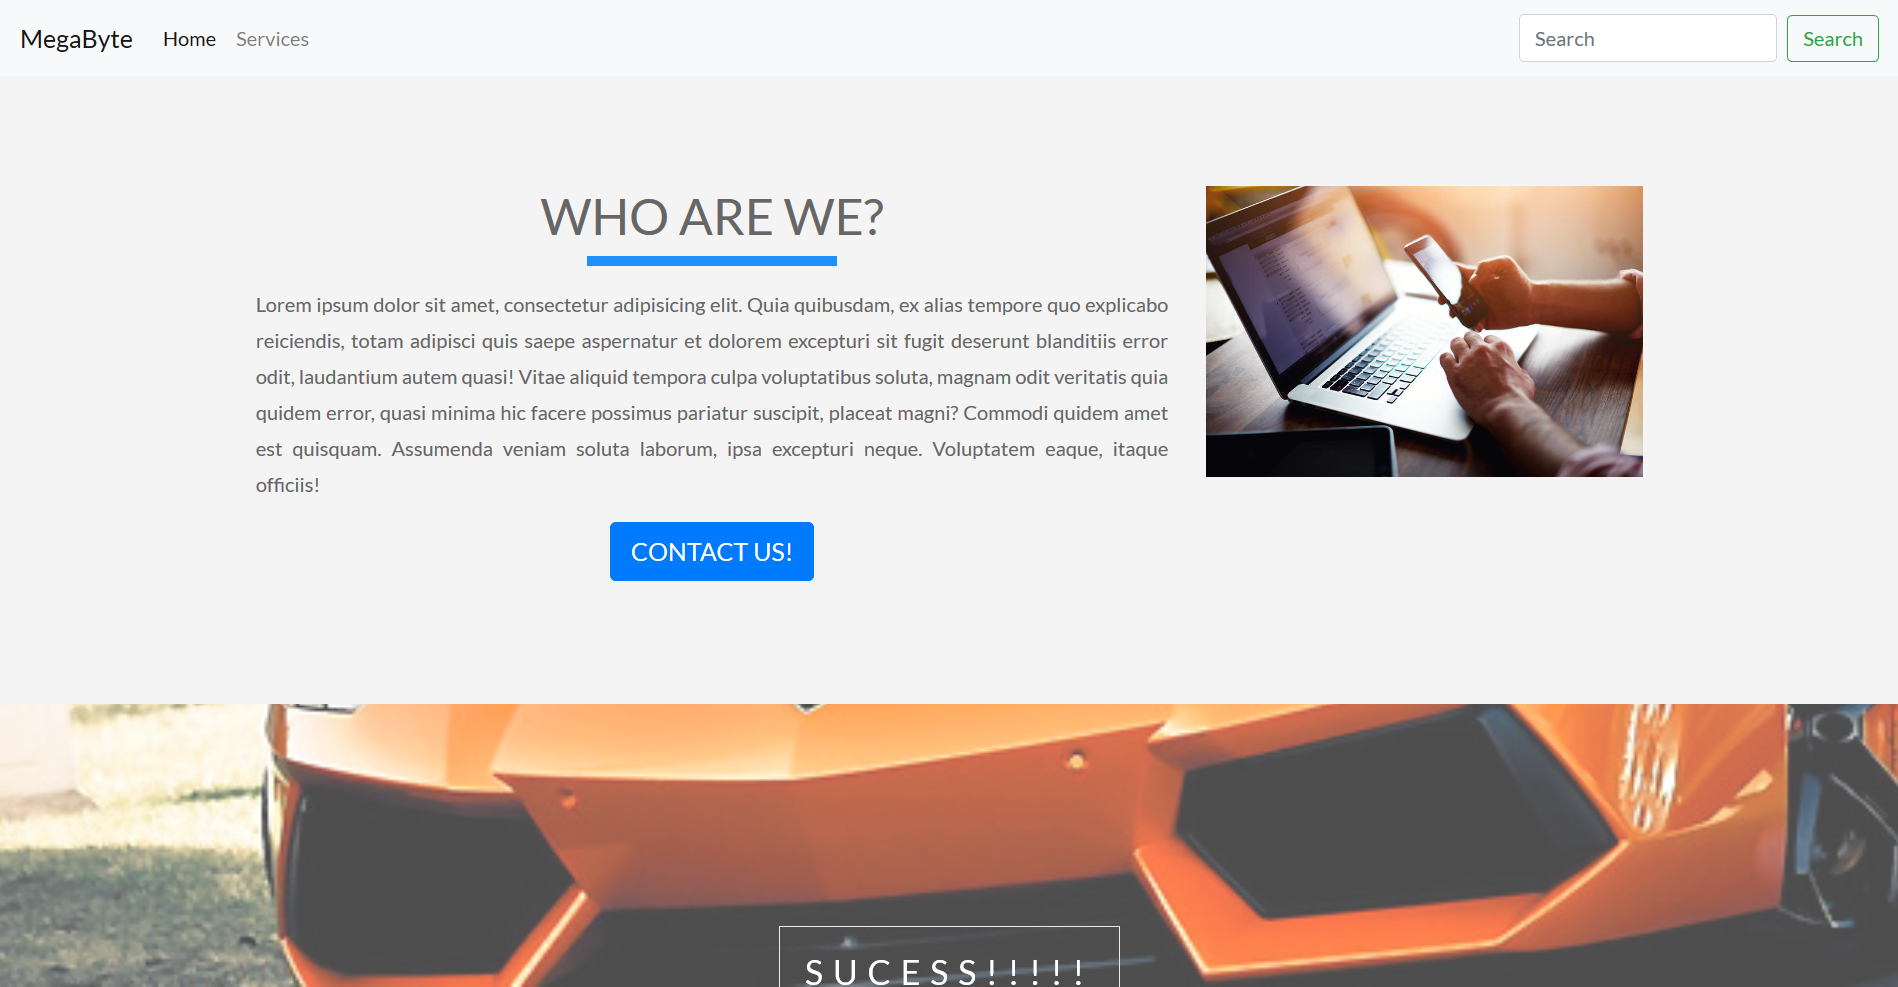 MegaByte Home Services Search Search
WHO ARE WE?
Lorem ipsum dolor sit amet, consectetur adipisicing elit. Quia quibusdam, ex alias tempore quo explicabo
reiciendis, totam adipisci quis saepe aspernatur et dolorem excepturi sit fugit deserunt blanditiis error
odit, laudantium autem quasi! Vitae aliquid tempora culpa voluptatibus soluta, magnam odit veritatis quia
quidem error, quasi minima hic facere possimus pariatur suscipit, placeat magni? Commodi quidem amet
est quisquam. Assumenda veniam soluta laborum, ipsa excepturi neque. Voluptatem eaque, itaque
officiis!
CONTACT US!
SUCESS!!!!!